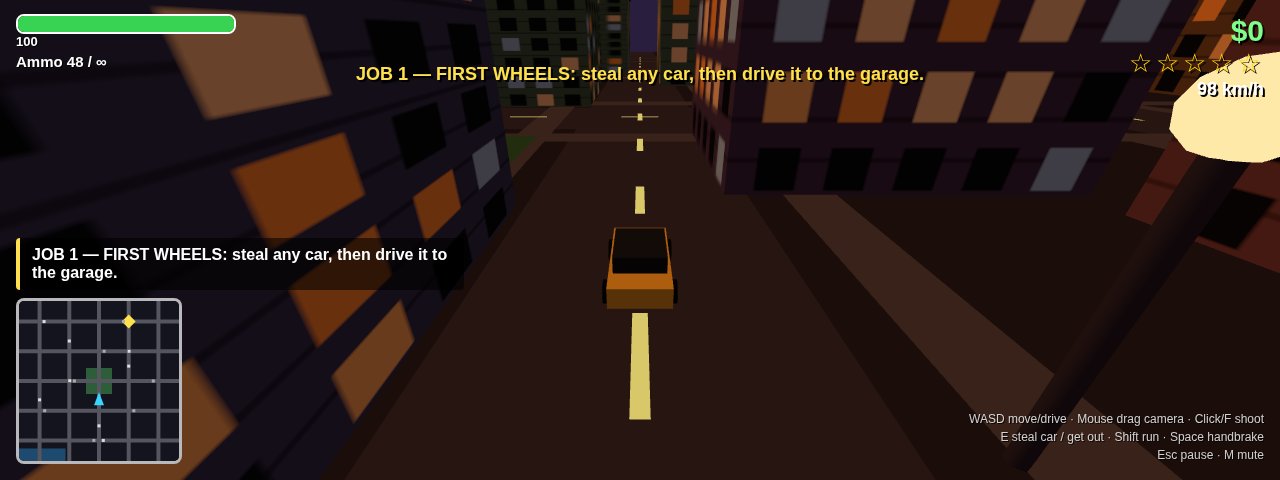 100
Ammo 48 / ∞
JOB 1 — FIRST WHEELS: steal any car, then drive it to the garage.
$0
98 km/h
JOB 1 — FIRST WHEELS: steal any car, then drive it to
the garage.
WASD move/drive · Mouse drag camera · Click/F shoot
E steal car / get out · Shift run · Space handbrake
Esc pause · M mute